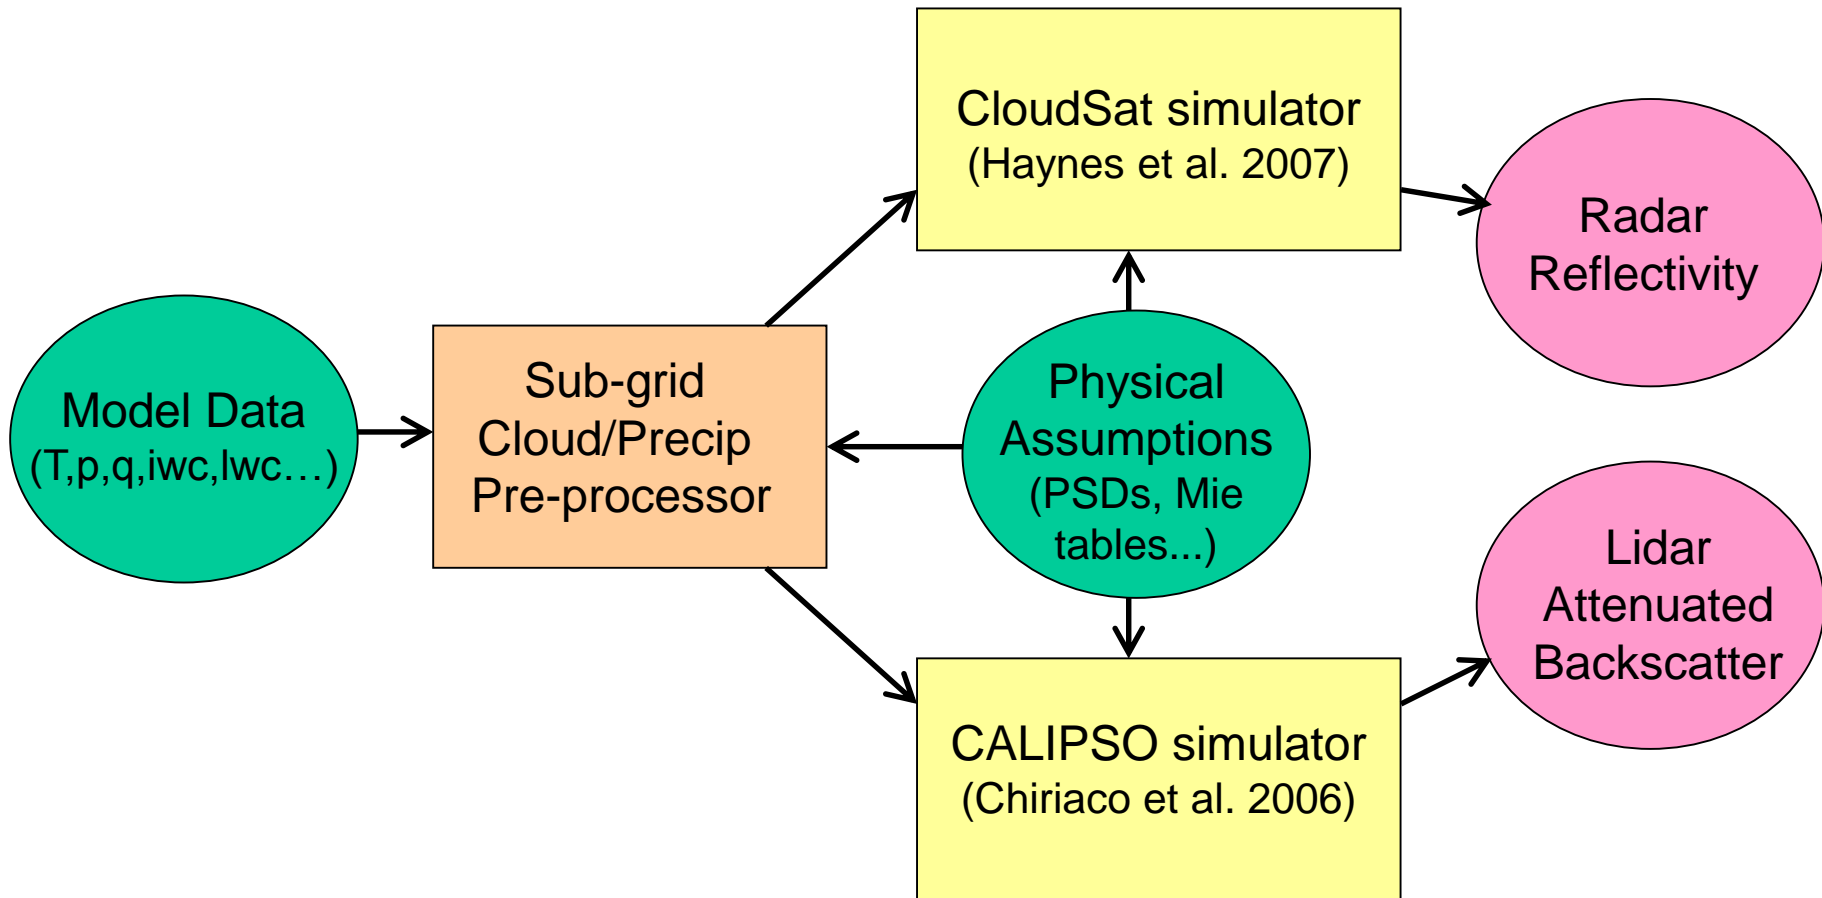 Model Data
(T,p,q,iwc,lwc…)
Sub-grid
Cloud/Precip
Pre-processor
CloudSat simulator
(Haynes et al. 2007)
Physical
Assumptions
(PSDs, Mie
tables...)
CALIPSO simulator
(Chiriaco et al. 2006)
Radar
Reflectivity
Lidar
Attenuated
Backscatter